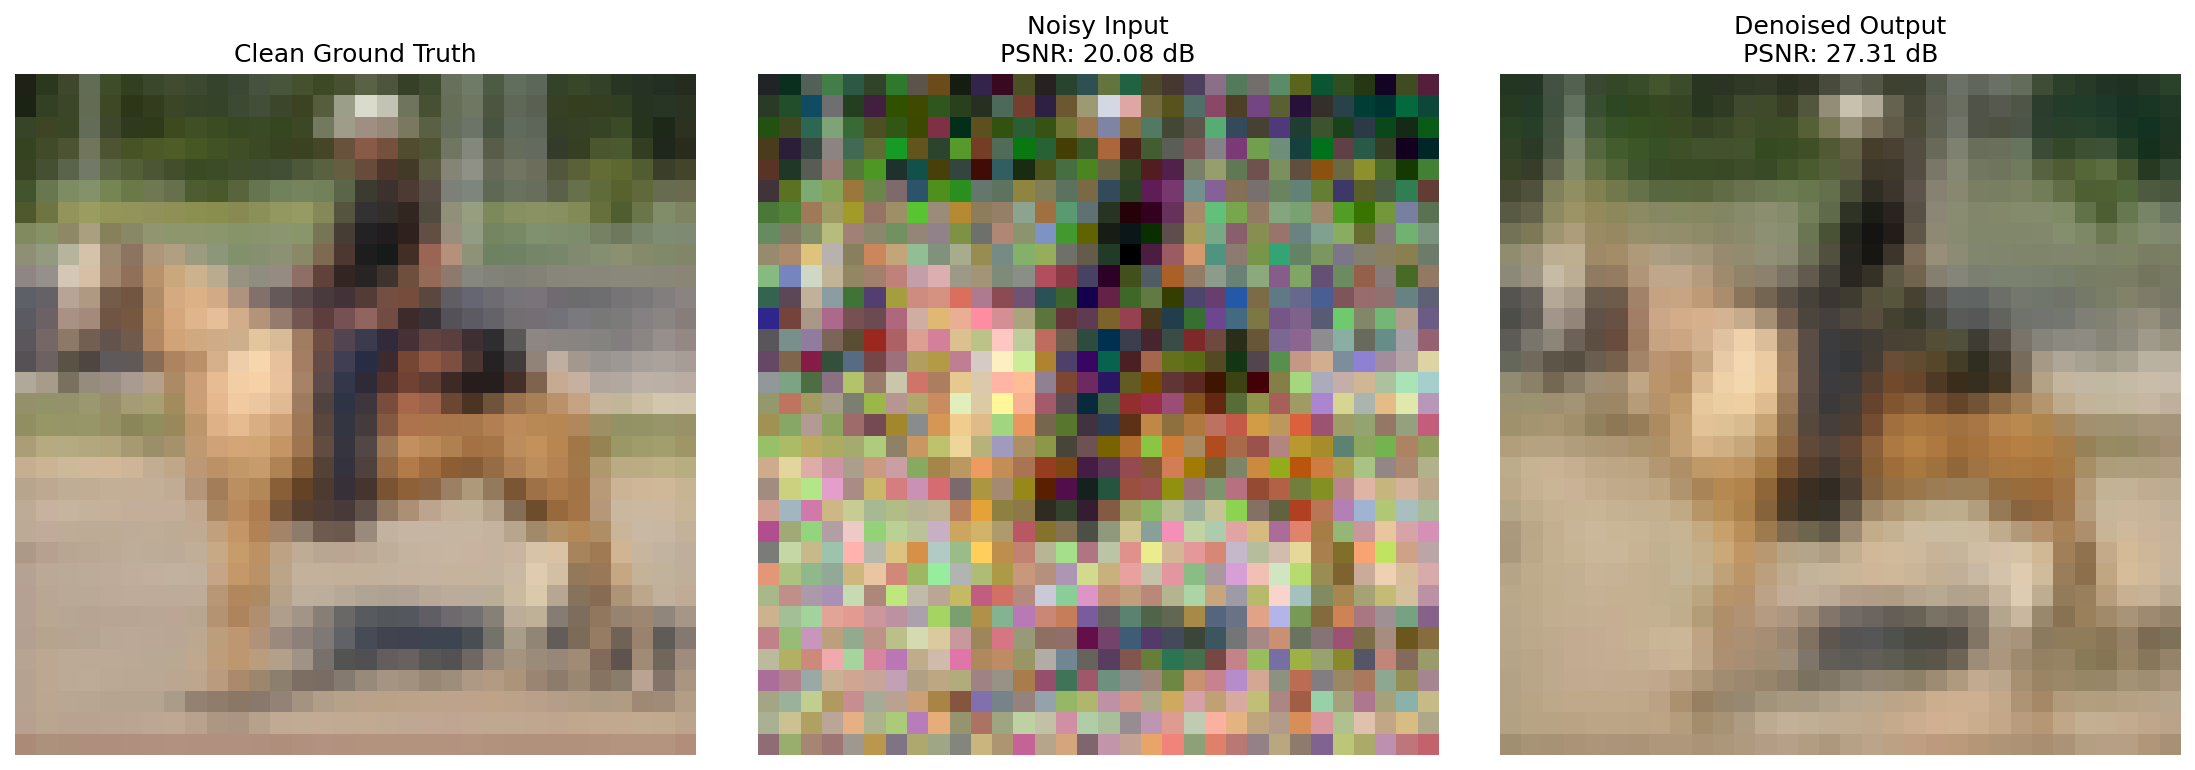 Clean Ground Truth
Noisy Input
PSNR: 20.08 dB
Denoised Output
PSNR: 27.31 dB